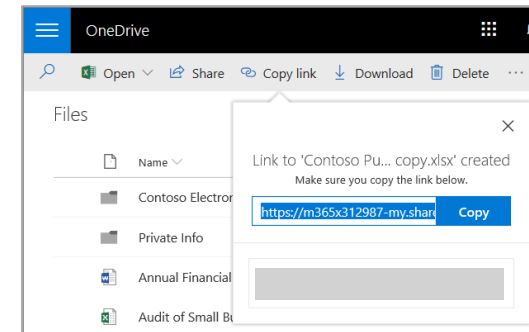 OneDrive
Open Share Copy link Download Delete ...
Files
Name
Link to 'Contoso Pu... copy.xlsx' created
Make sure you copy the link below.
https://m365x312987-my.share Copy
Contoso Electror
Private Info
Annual Financial
Audit of Small Bu